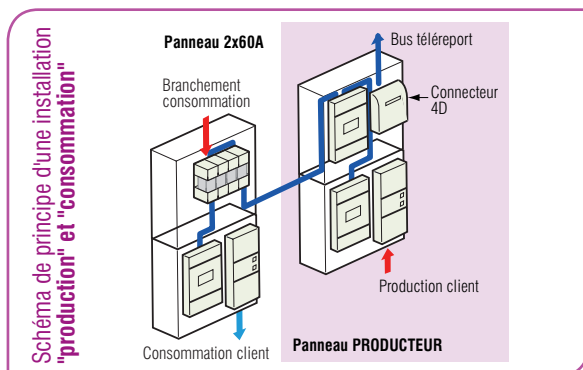 Schéma de principe d'une installation
"production" et "consommation"
Panneau 2x60A
Branchement
consommation
Consommation client
Bus téléreport
Connecteur
4D
Production client
Panneau PRODUCTEUR